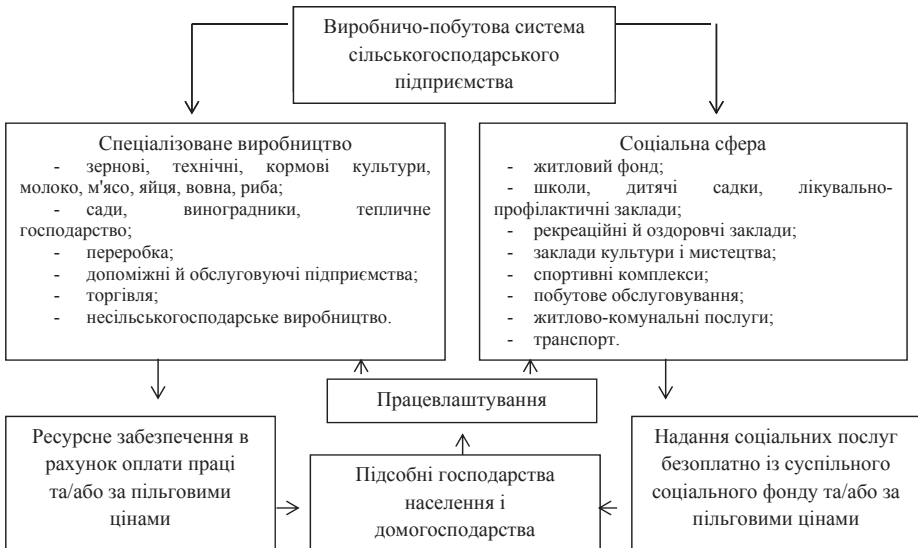 Виробничо-побутова система
сільськогосподарського
підприємства
Спеціалізоване виробництво
- зернові, технічні, кормові культури,
молоко, м'ясо, яйця, вовна, риба;
- сади, виноградники, тепличне
господарство;
- переробка;
- допоміжні й обслуговуючі підприємства;
- торгівля;
- несільськогосподарське виробництво.
Соціальна сфера
- житловий фонд;
- школи, дитячі садки, лікувально-
профілактичні заклади;
- рекреаційні й оздоровчі заклади;
- заклади культури і мистецтва;
- спортивні комплекси;
- побутове обслуговування;
- житлово-комунальні послуги;
- транспорт.
Працевлаштування
Ресурсне забезпечення в
рахунок оплати праці
та/або за пільговими
цінами
Підсобні господарства
населення і
домогосподарства
Надання соціальних послуг
безоплатно із суспільного
соціального фонду та/або за
пільговими цінами